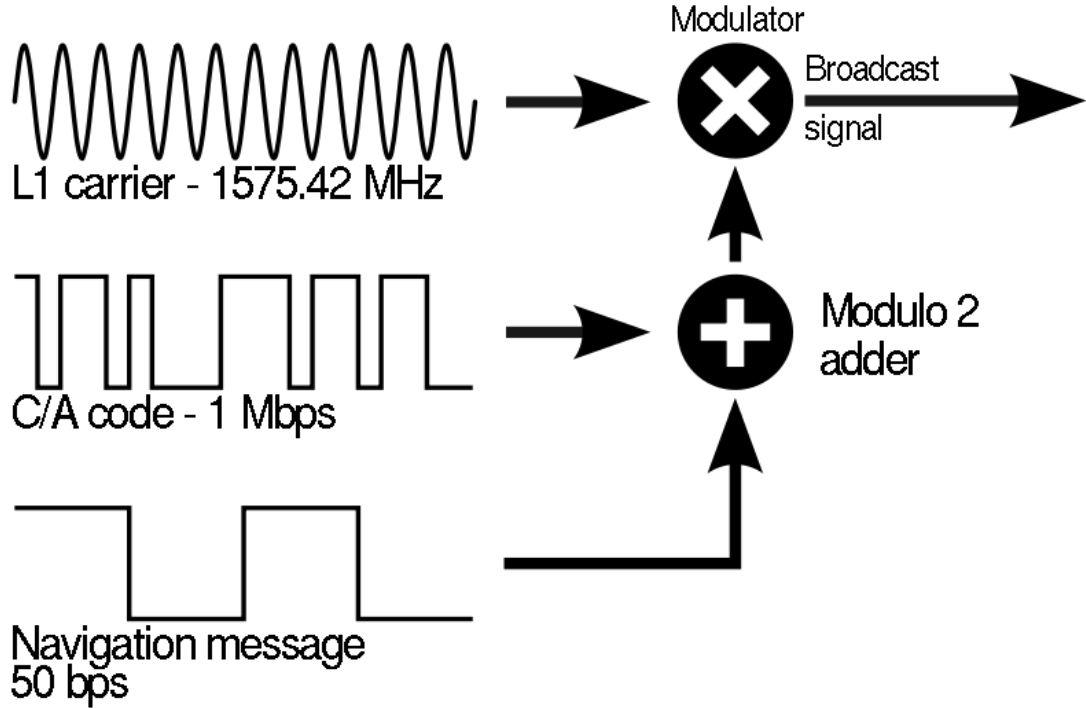 Modulator
Broadcast
signal
L1 carrier - 1575.42 MHz
Modulo 2
adder
C/A code - 1 Mbps
Navigation message
50 bps